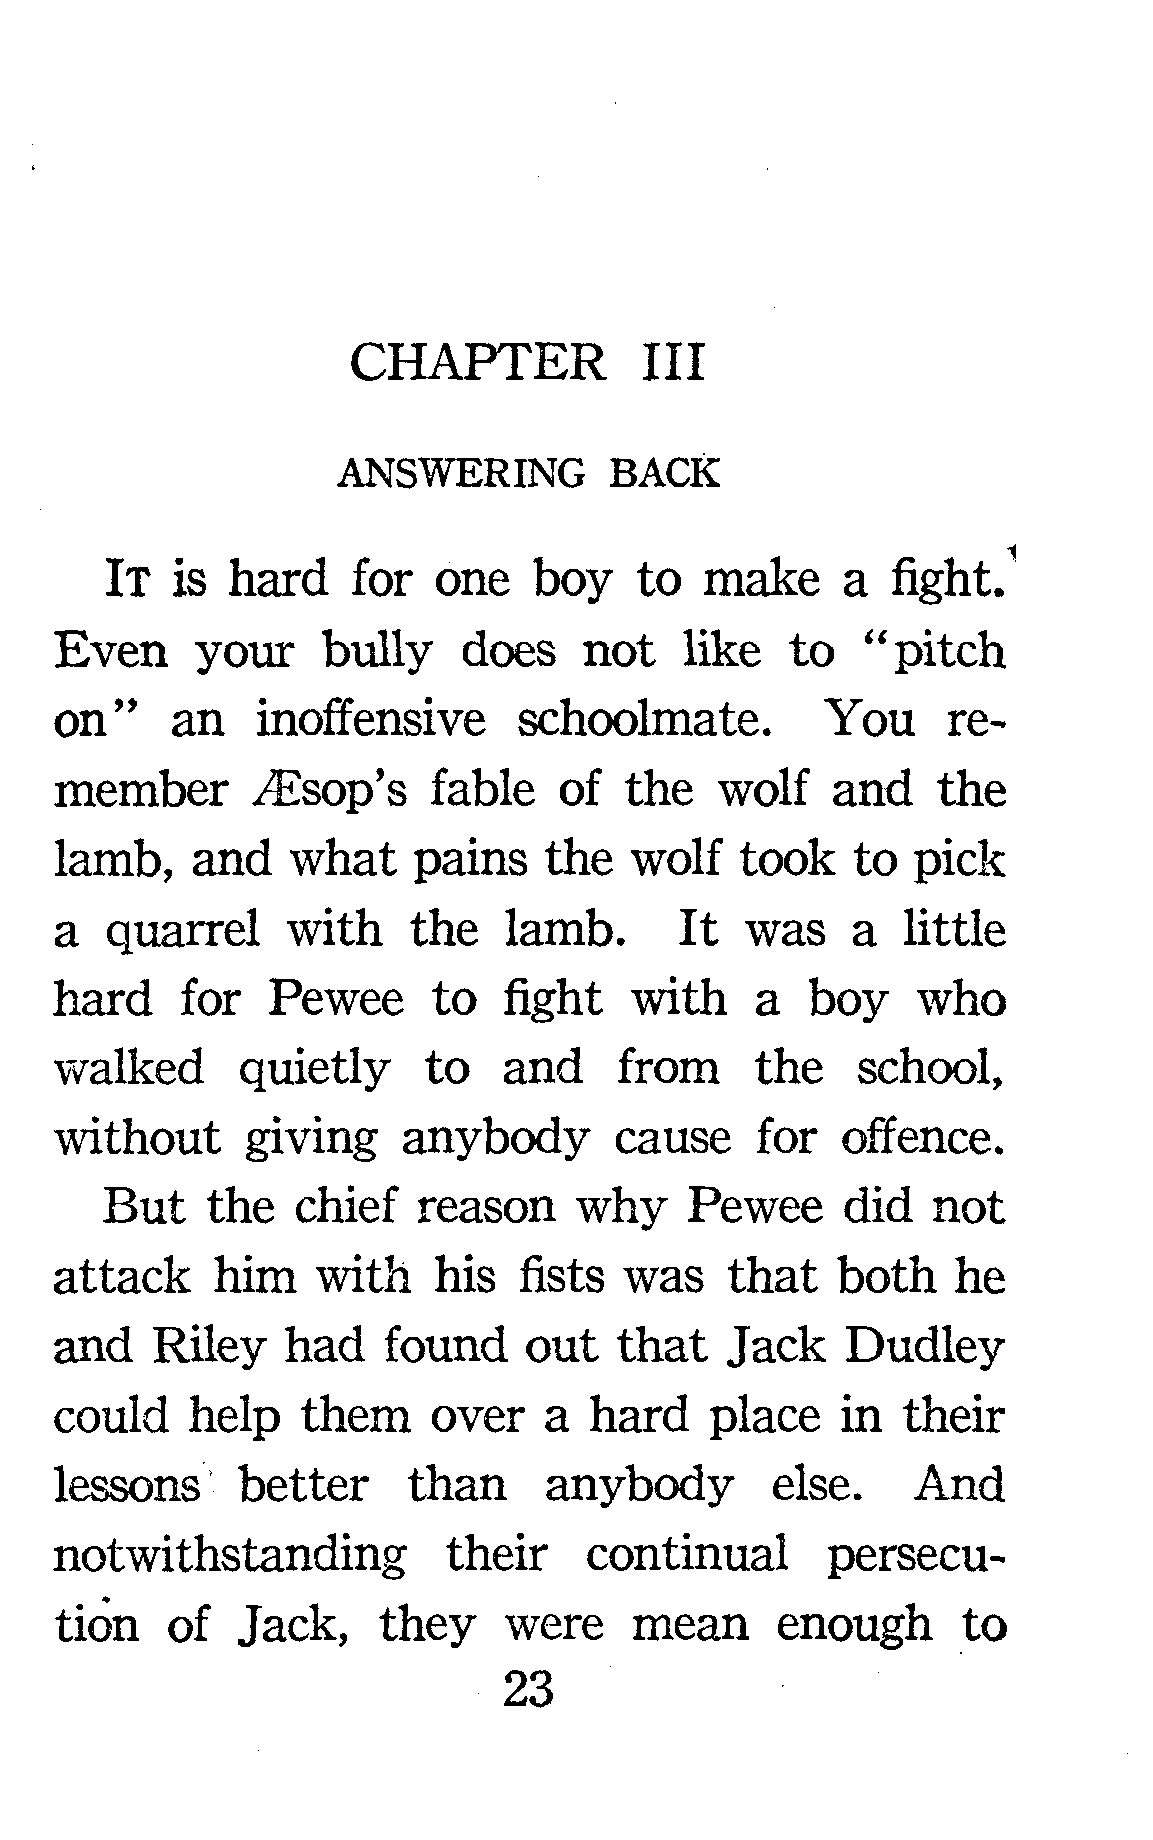 CHAPTER III
ANSWERING BACK
IT is hard for one boy to make a fight.
Even your bully does not like to “pitch
on” an inoffensive schoolmate. You re-
member Æsop’s fable of the wolf and the
lamb, and what pains the wolf took to pick
a quarrel with the lamb. It was a little
hard for Pewee to fight with a boy who
walked quietly to and from the school,
without giving anybody cause for offence.
But the chief reason why Pewee did not
attack him with his fists was that both he
and Riley had found out that Jack Dudley
could help them over a hard place in their
lessons better than anybody else. And
notwithstanding their continual persecu-
tion of Jack, they were mean enough to
23